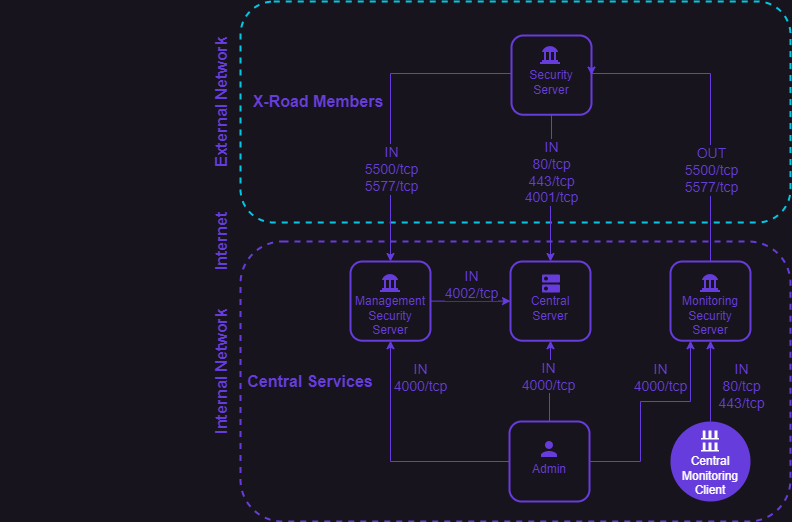 External Network
X-Road Members
Security
Server
IN
5500/tcp
5577/tcp
IN
80/tcp
443/tcp
4001/tcp
OUT
5500/tcp
5577/tcp
Internet
Internal Network
Management
Security
Server
IN
4002/tcp
Central
Server
Monitoring
Security
Server
Central Services
IN
4000/tcp
IN
4000/tcp
IN
4000/tcp
IN
80/tcp
443/tcp
Admin
Central
Monitoring
Client